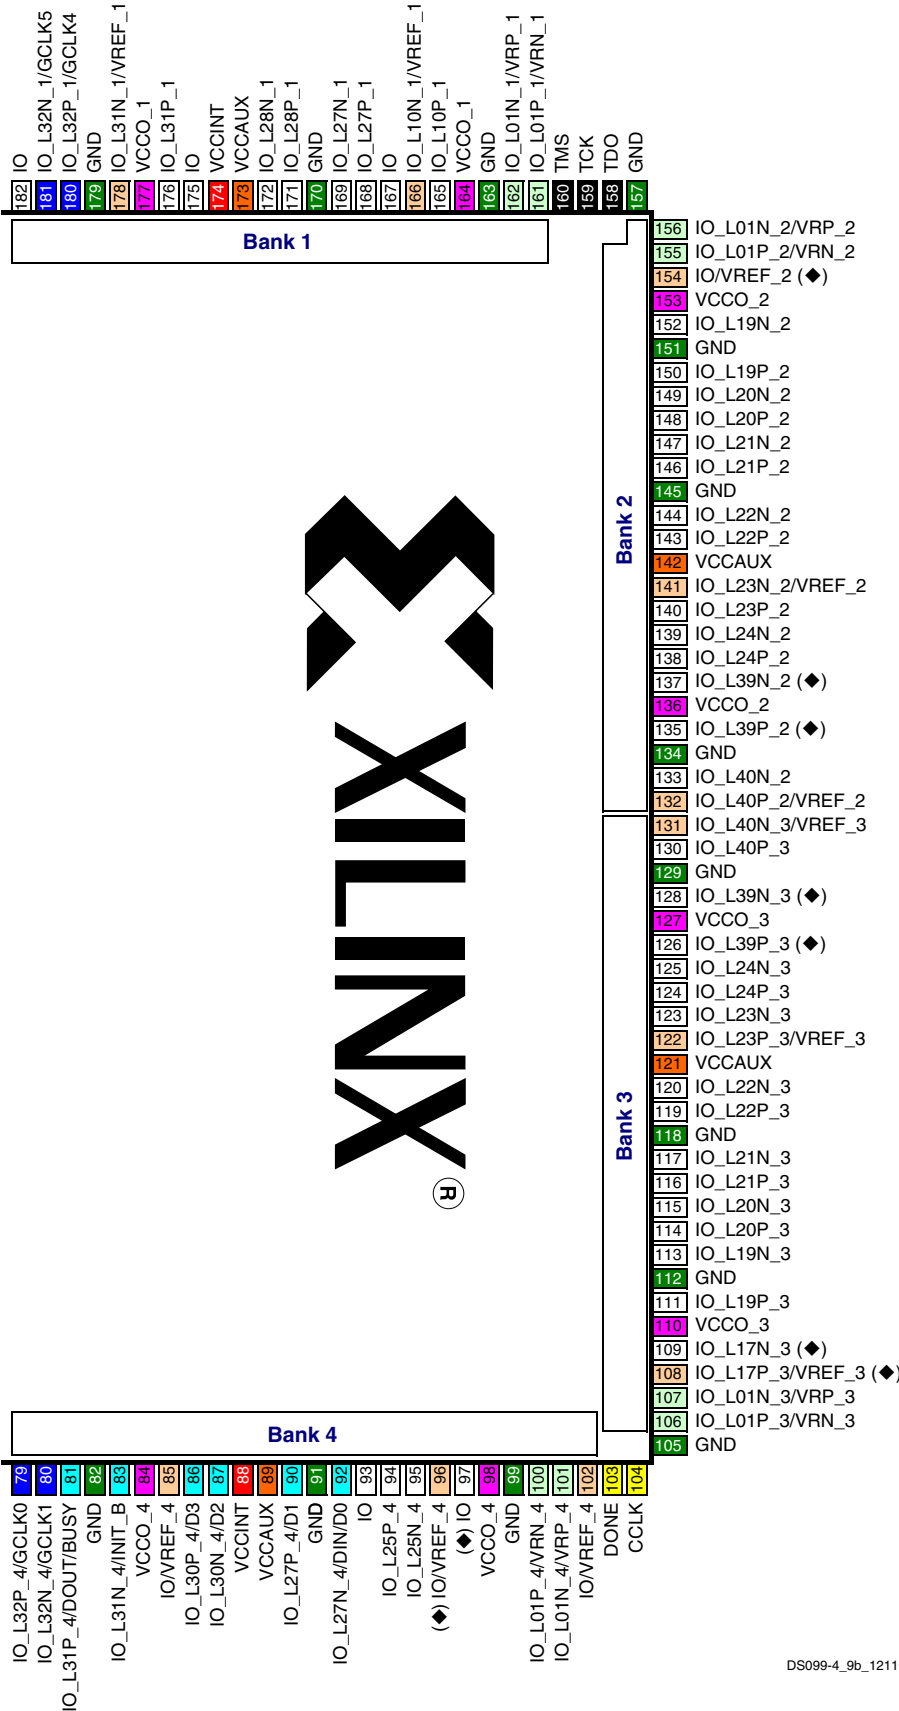 182 IO
181 IO_L32N_1/GCLK5
180 IO_L32P_1/GCLK4
179 GND
178 IO_L31N_1/VREF_1
177 VCCO_1
176 IO_L31P_1
175 IO
174 VCCINT
173 VCCAUX
172 IO_L28N_1
171 IO_L28P_1
170 GND
169 IO_L27N_1
168 IO_L27P_1
167 IO
166 IO_L10N_1/VREF_1
165 IO_L10P_1
164 VCCO_1
163 GND
162 IO_L01N_1/VRP_1
161 IO_L01P_1/VRN_1
160 TMS
159 TCK
158 TDO
157 GND
Bank 1
156 IO_L01N_2/VRP_2
155 IO_L01P_2/VRN_2
154 IO/VREF_2 (◆)
153 VCCO_2
152 IO_L19N_2
151 GND
150 IO_L19P_2
149 IO_L20N_2
148 IO_L20P_2
147 IO_L21N_2
146 IO_L21P_2
145 GND
144 IO_L22N_2
143 IO_L22P_2
142 VCCAUX
141 IO_L23N_2/VREF_2
140 IO_L23P_2
139 IO_L24N_2
138 IO_L24P_2
137 IO_L39N_2 (◆)
136 VCCO_2
135 IO_L39P_2 (◆)
134 GND
133 IO_L40N_2
132 IO_L40P_2/VREF_2
Bank 2
131 IO_L40N_3/VREF_3
130 IO_L40P_3
129 GND
128 IO_L39N_3 (◆)
127 VCCO_3
126 IO_L39P_3 (◆)
125 IO_L24N_3
124 IO_L24P_3
123 IO_L23N_3
122 IO_L23P_3/VREF_3
121 VCCAUX
120 IO_L22N_3
119 IO_L22P_3
118 GND
117 IO_L21N_3
116 IO_L21P_3
115 IO_L20N_3
114 IO_L20P_3
113 IO_L19N_3
112 GND
111 IO_L19P_3
110 VCCO_3
109 IO_L17N_3 (◆)
108 IO_L17P_3/VREF_3 (◆)
107 IO_L01N_3/VRP_3
106 IO_L01P_3/VRN_3
105 GND
Bank 3
XILINX ®
Bank 4
79 IO_L32P_4/GCLK0
80 IO_L32N_4/GCLK1
81 IO_L31P_4/DOUT/BUSY
82 GND
83 IO_L31N_4/INIT_B
84 VCCO_4
85 IO/VREF_4
86 IO_L30P_4/D3
87 IO_L30N_4/D2
88 VCCINT
89 VCCAUX
90 IO_L27P_4/D1
91 GND
92 IO_L27N_4/DIN/D0
93 IO
94 IO_L25P_4
95 IO_L25N_4
96 (◆) IO/VREF_4
97 (◆) IO
98 VCCO_4
99 GND
100 IO_L01P_4/VRN_4
101 IO_L01N_4/VRP_4
102 IO/VREF_4
103 DONE
104 CCLK
DS099-4_9b_1211